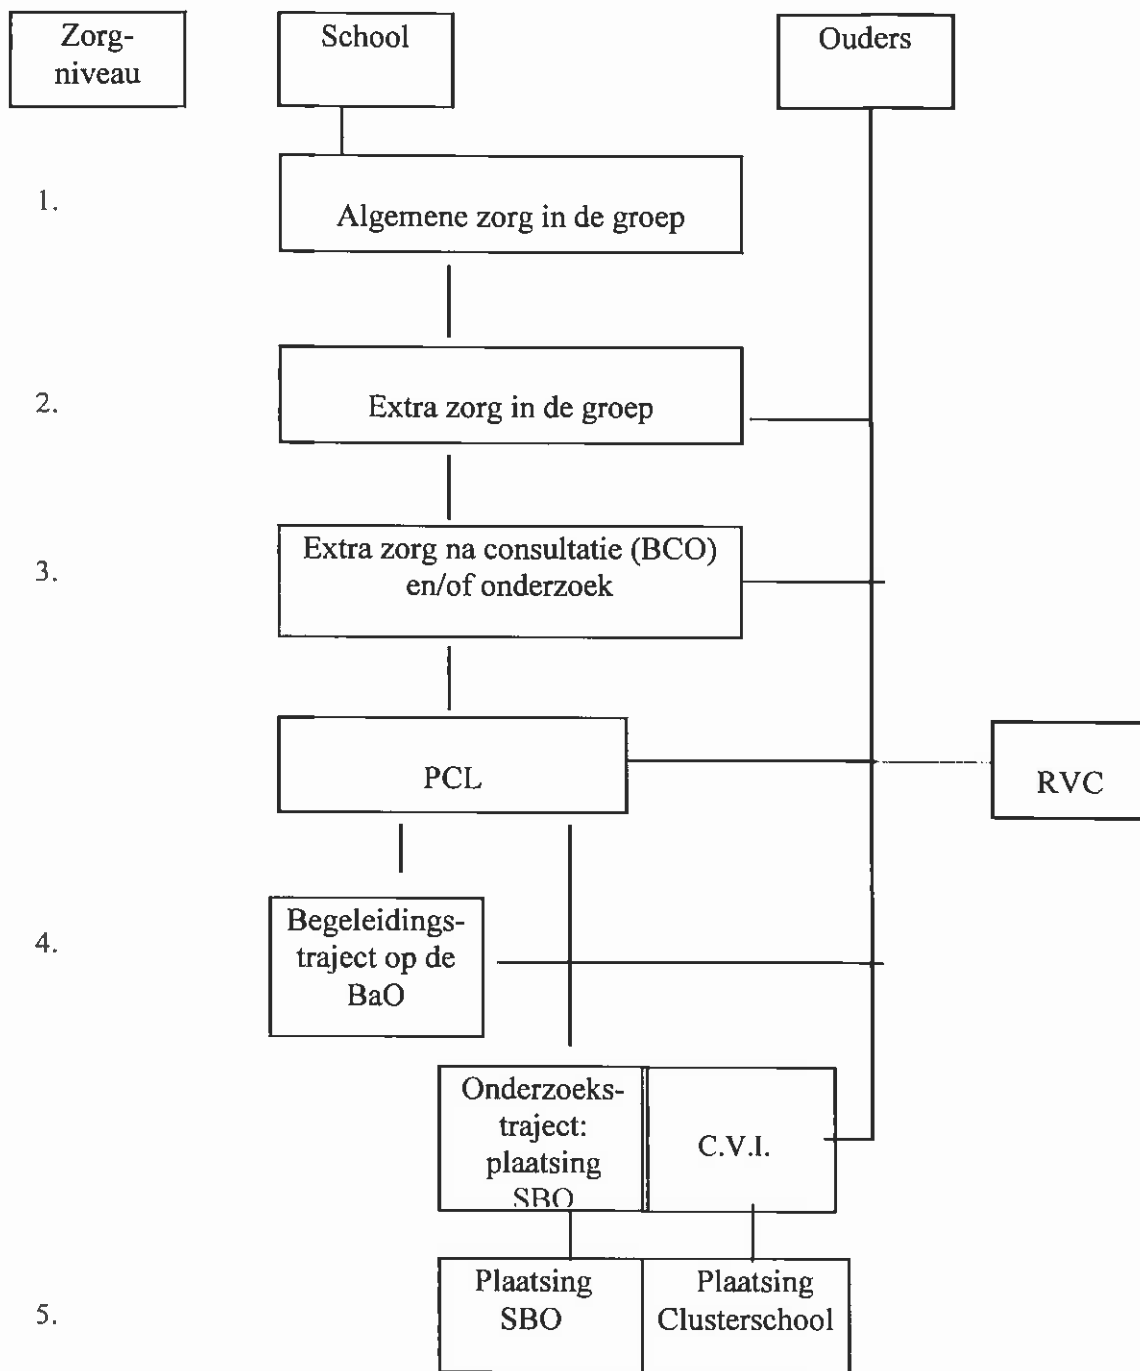 Zorg-
niveau
School
Ouders
1.
Algemene zorg in de groep
2.
Extra zorg in de groep
3.
Extra zorg na consultatie (BCO)
en/of onderzoek
PCL
RVC
4.
Begeleidings-
traject op de
BaO
Onderzoeks-
traject:
plaatsing
SBO
C.V.I.
5.
Plaatsing
SBO
Plaatsing
Clusterschool